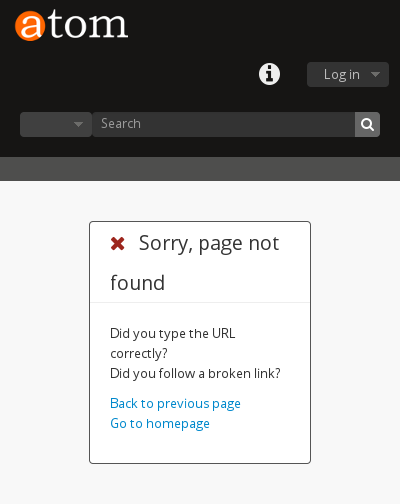 atom
Log in
Search
Sorry, page not
found
Did you type the URL
correctly?
Did you follow a broken link?
Back to previous page
Go to homepage